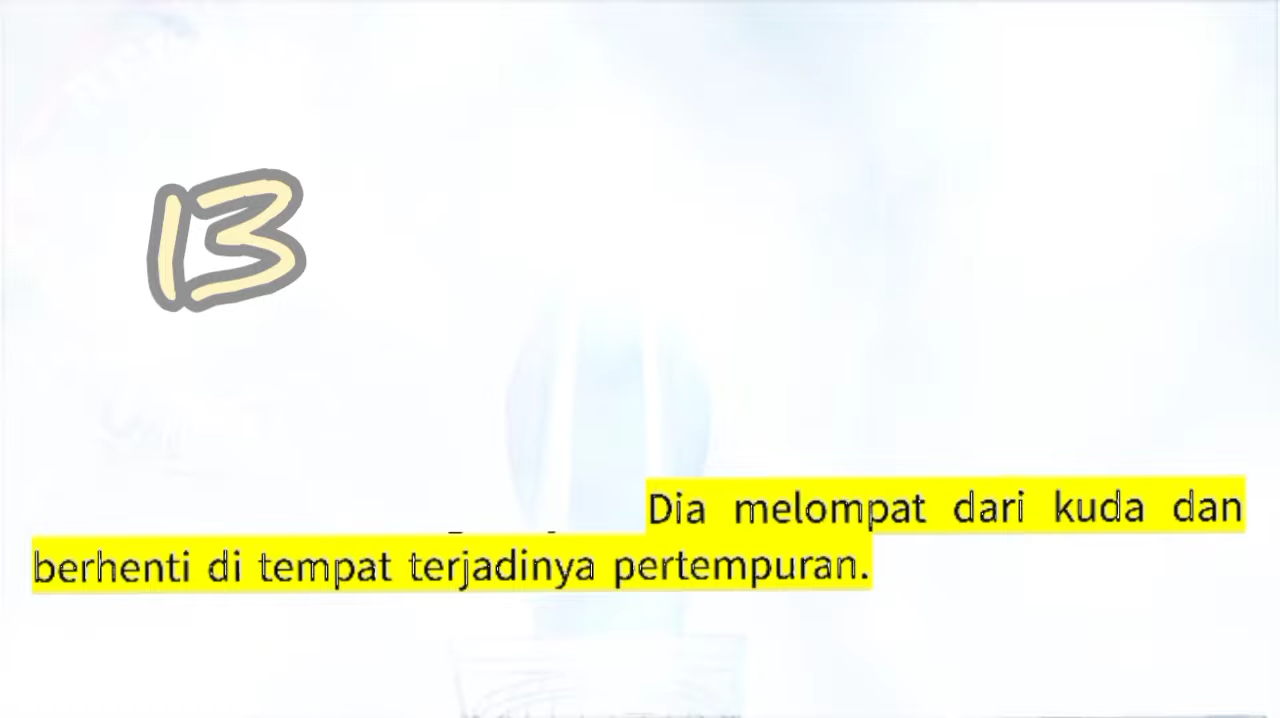 13
Dia melompat dari kuda dan
berhenti di tempat terjadinya pertempuran.